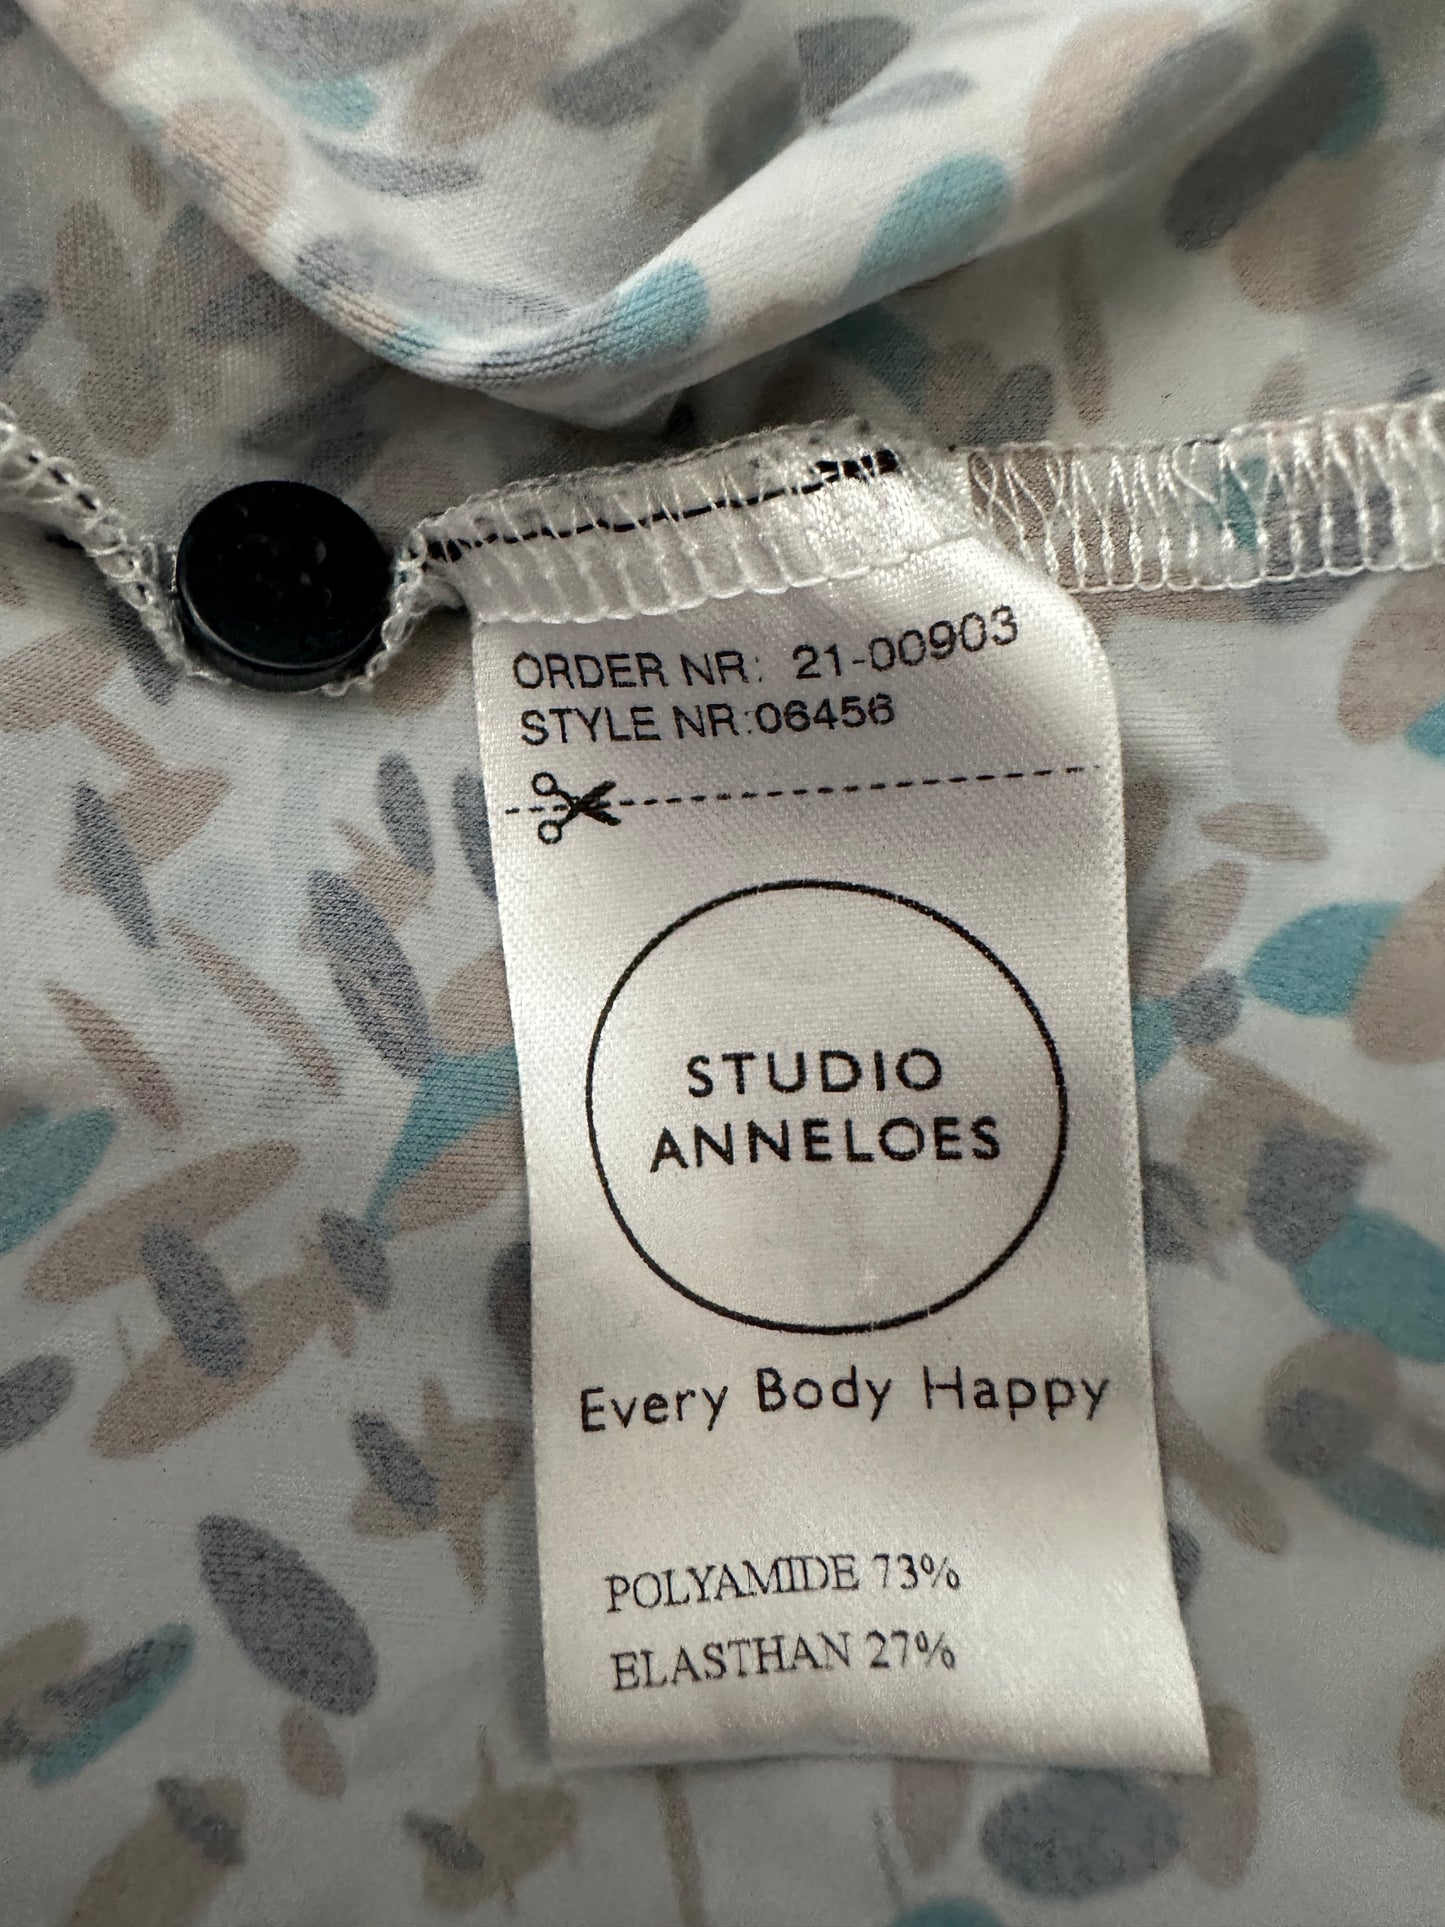 ORDER NR: 21-00903
STYLE NR:06456
STUDIO
ANNELOES
Every Body Happy
POLYAMIDE 73%
ELASTHAN 27%